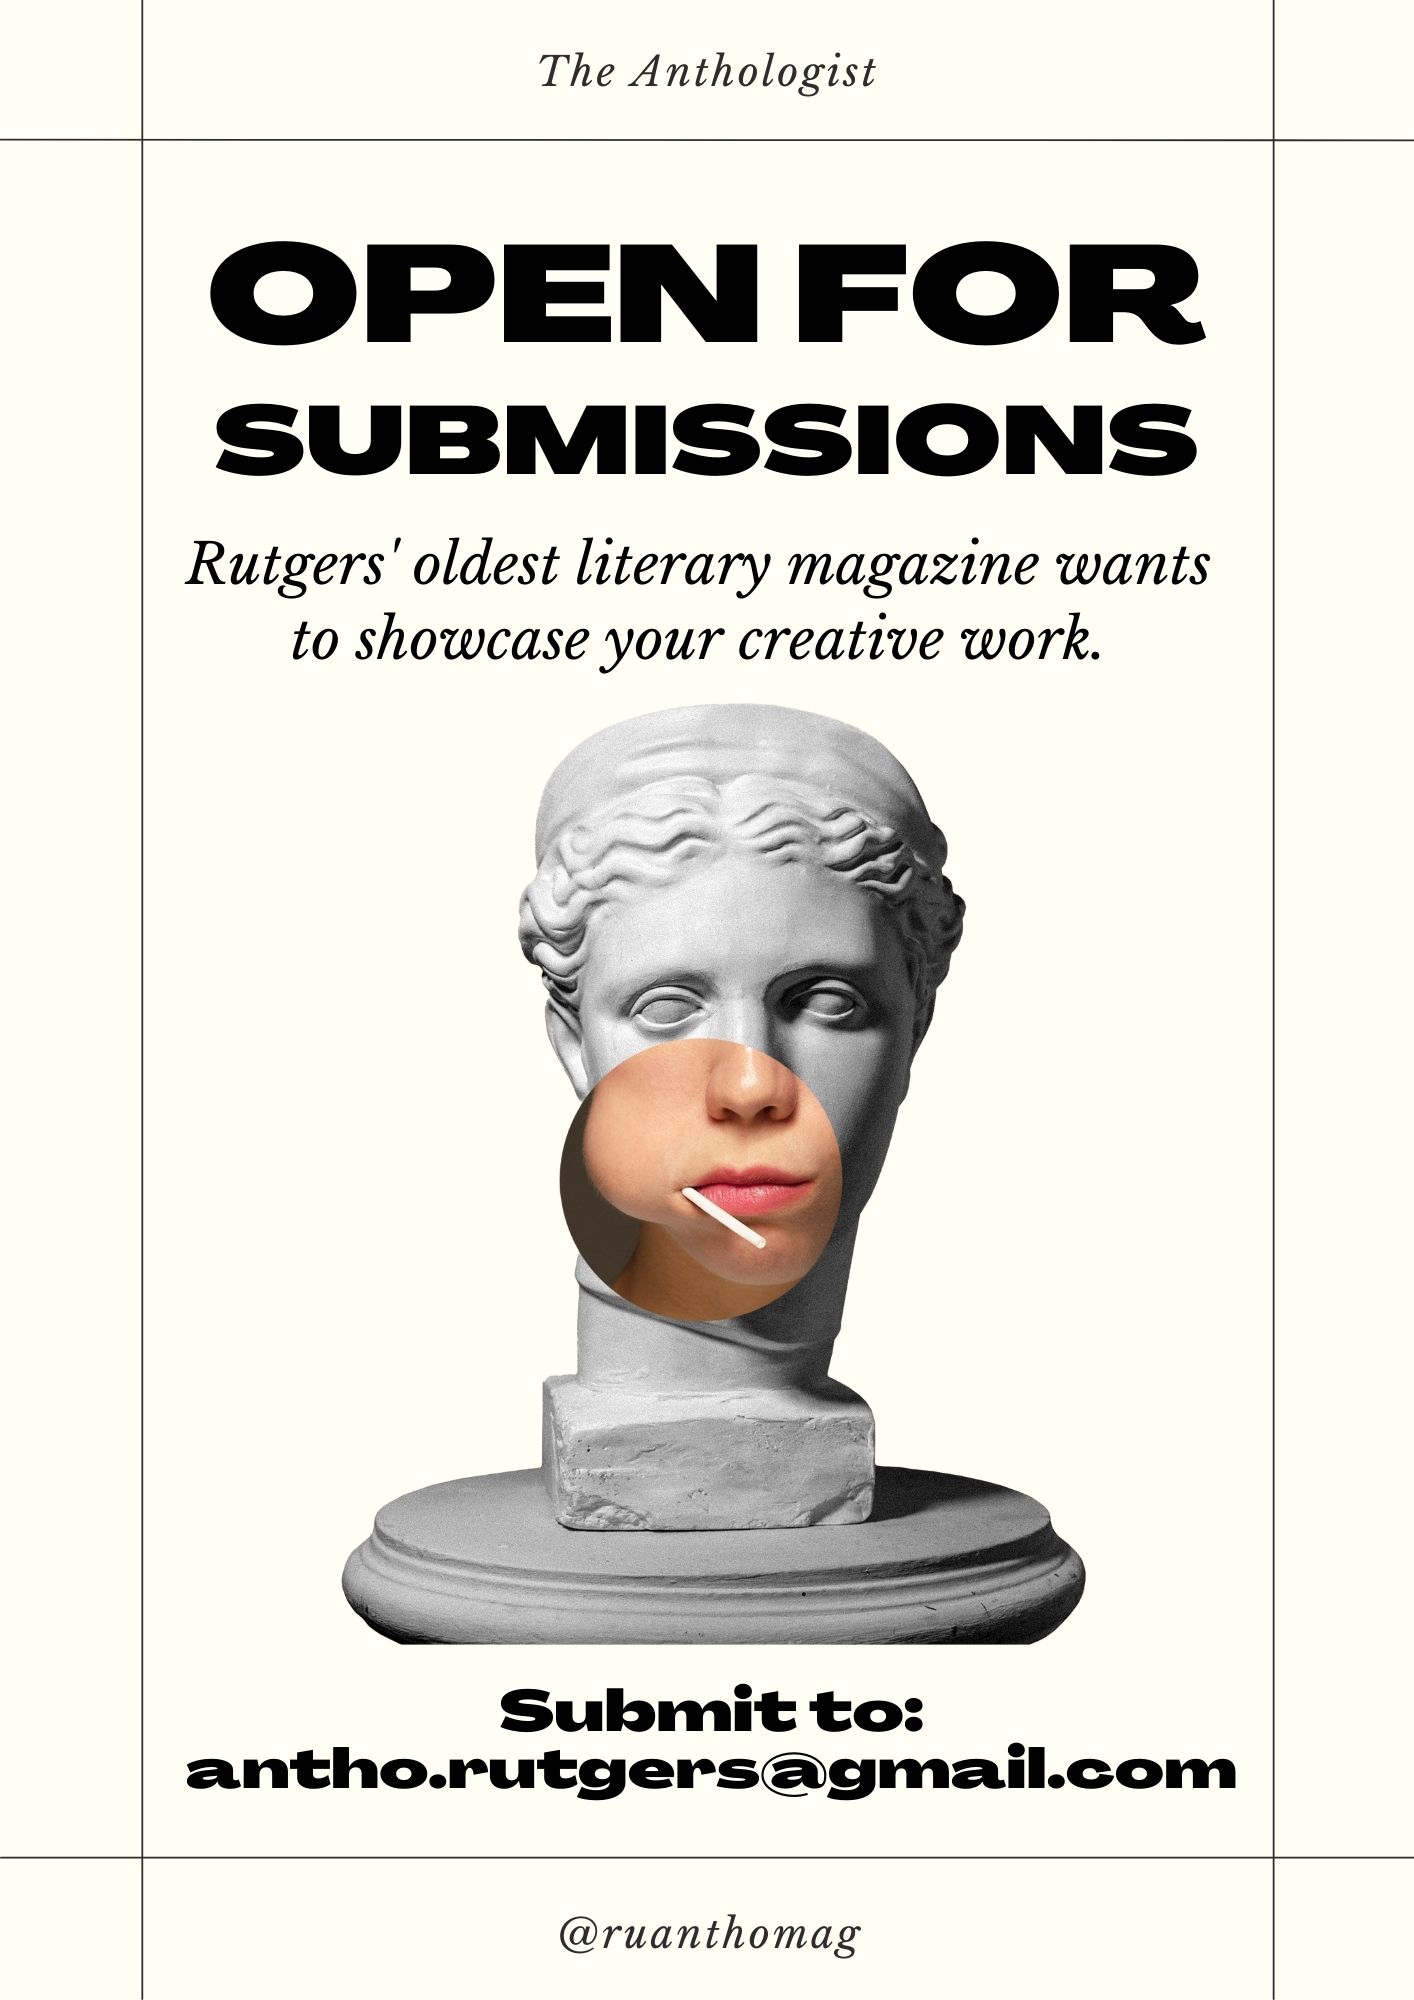 The Anthologist
OPEN FOR
SUBMISSIONS
Rutgers' oldest literary magazine wants
to showcase your creative work.
Submit to:
antho.rutgers@gmail.com
@ruanthomag